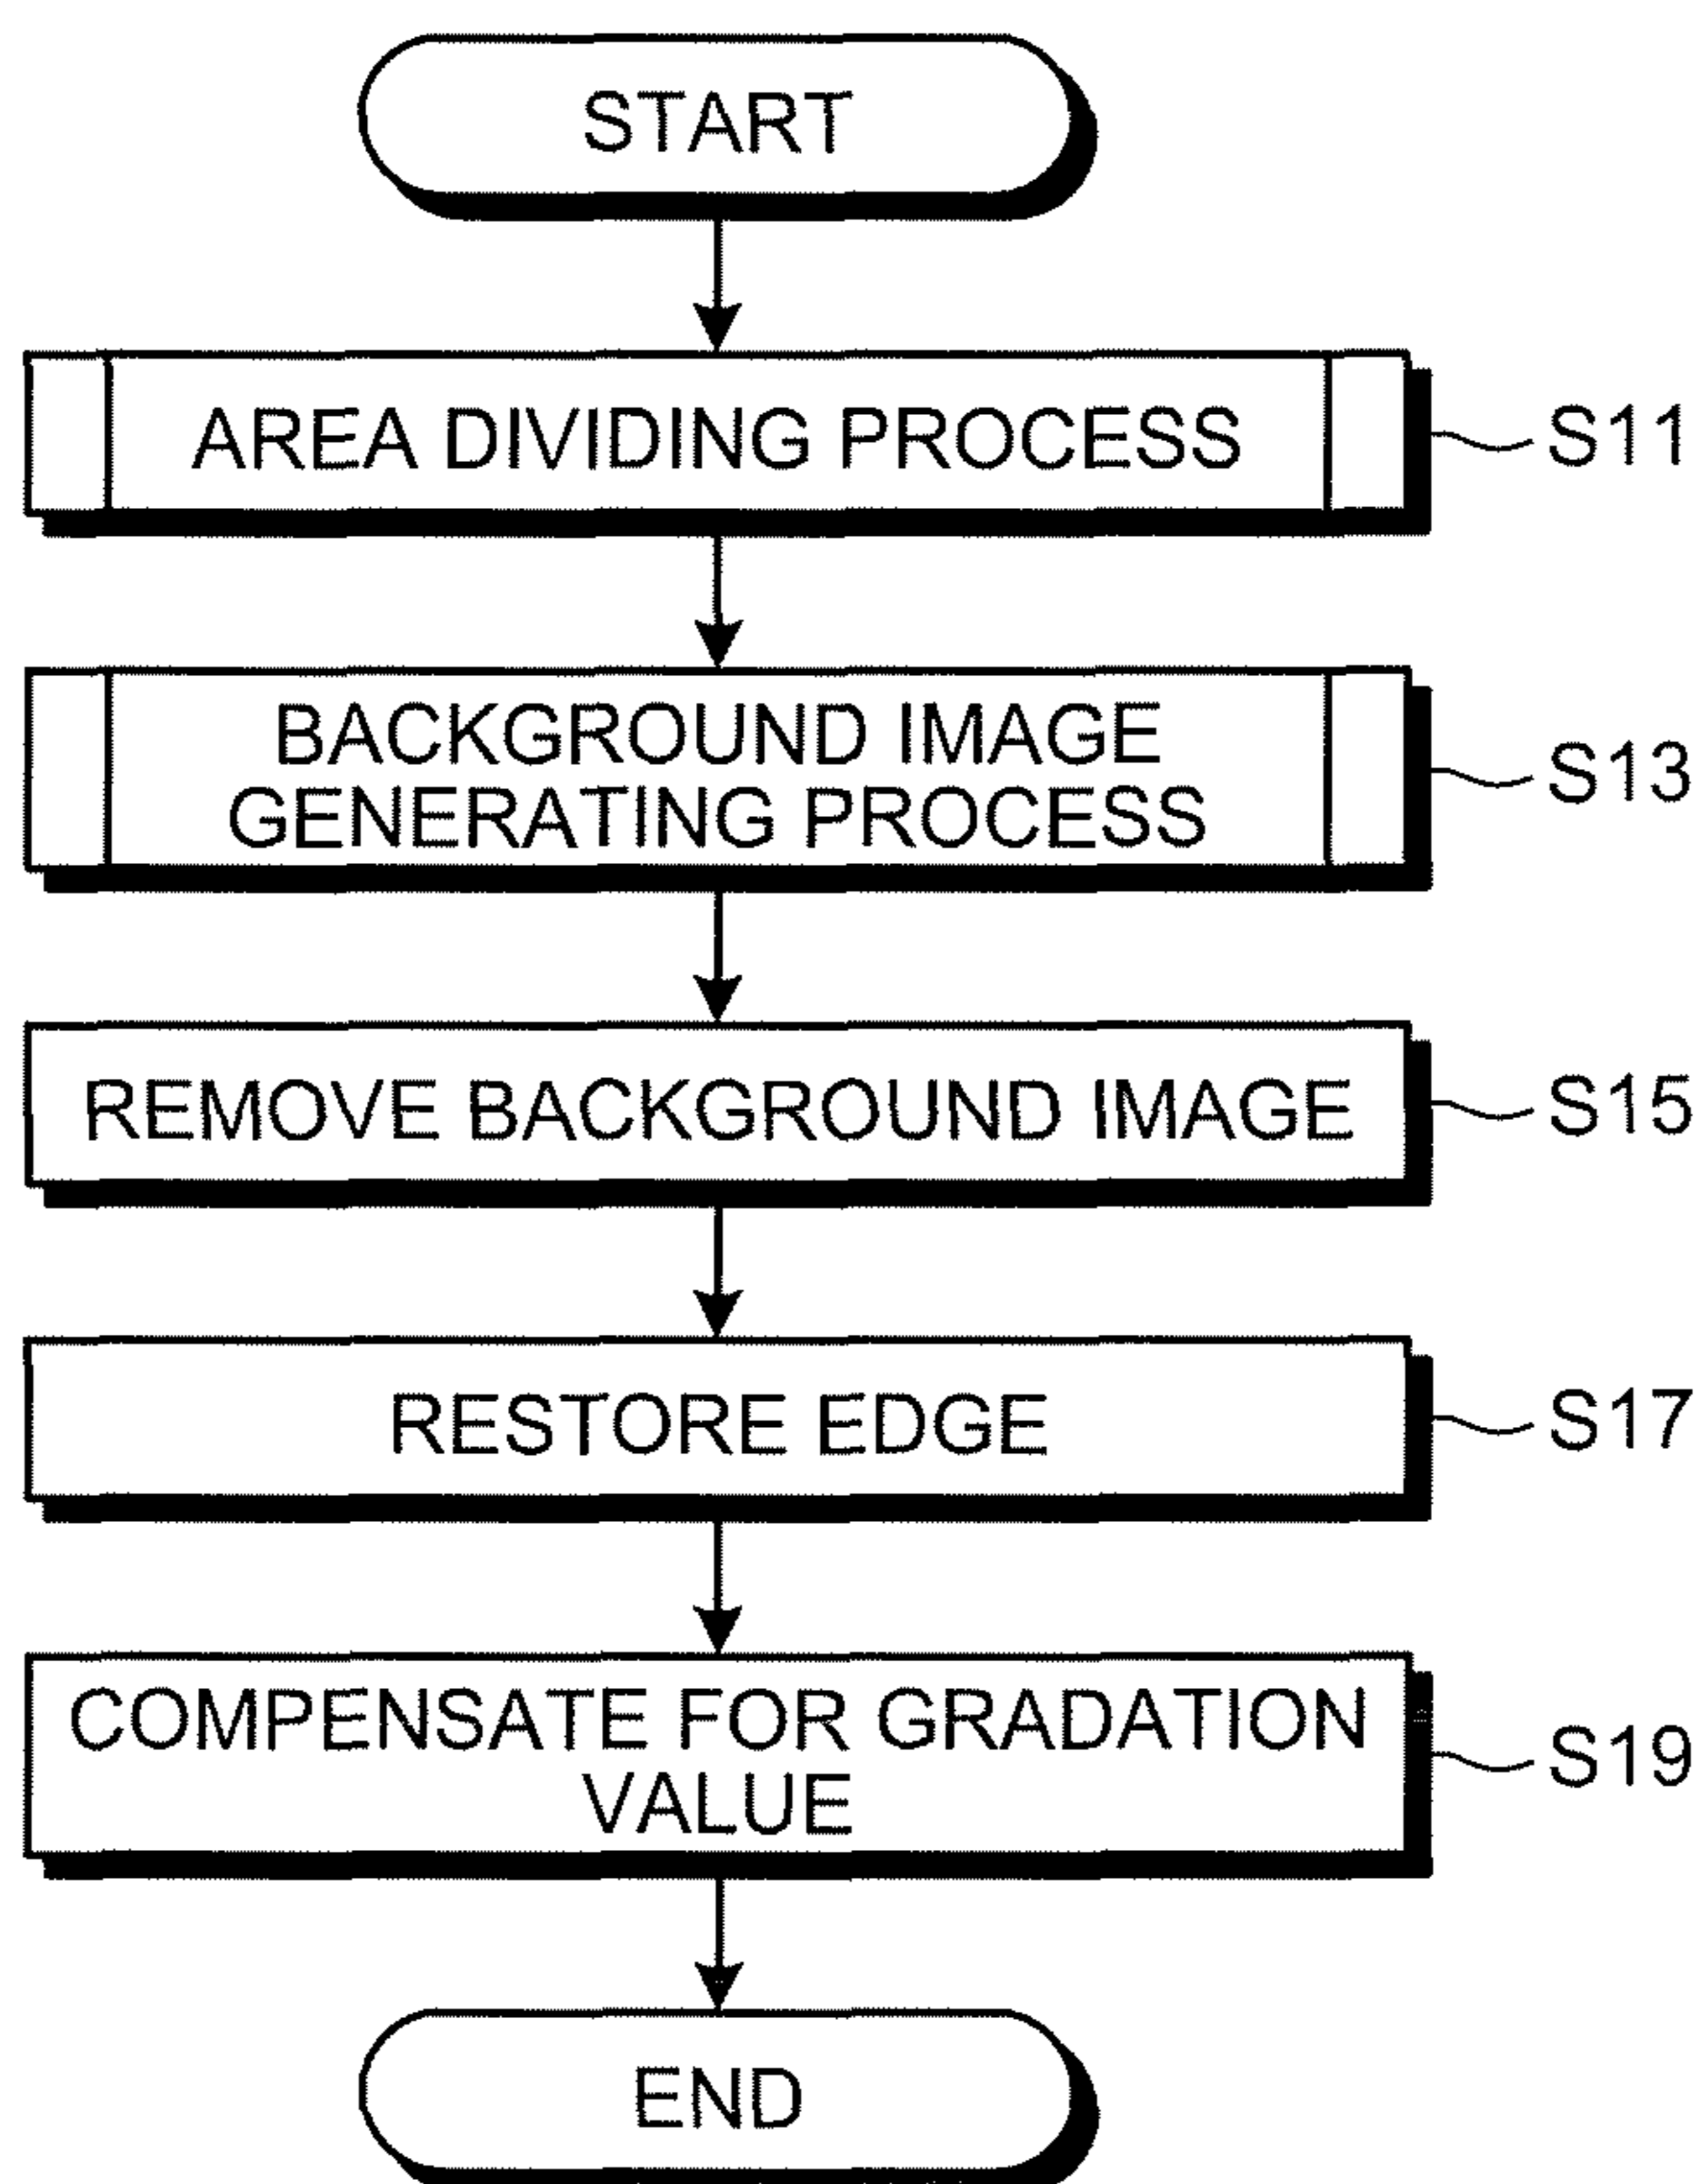 START
AREA DIVIDING PROCESS
S11
BACKGROUND IMAGE
GENERATING PROCESS
S13
REMOVE BACKGROUND IMAGE
S15
RESTORE EDGE
S17
COMPENSATE FOR GRADATION
VALUE
S19
END